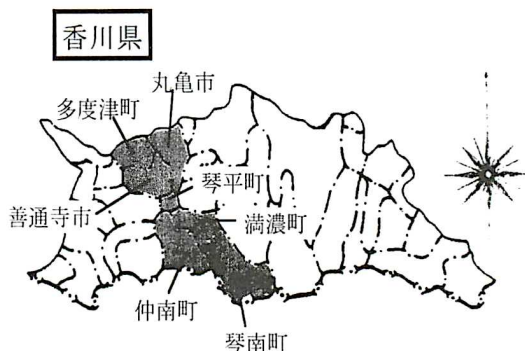 香川県
丸亀市
多度津町
琴平町
善通寺市
満濃町
仲南町
琴南町